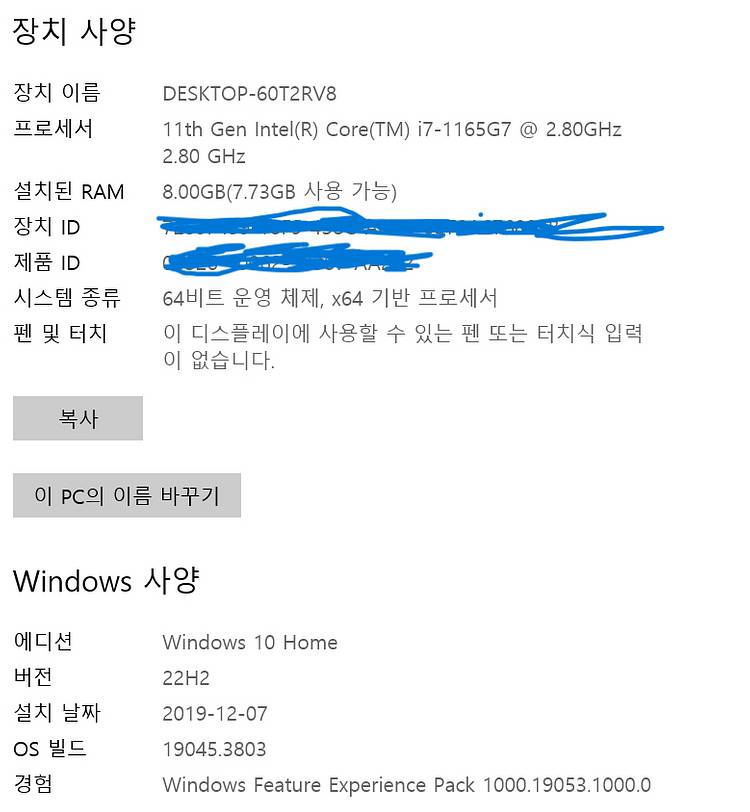 장치 사양
장치 이름 DESKTOP-60T2RV8
프로세서 11th Gen Intel(R) Core(TM) i7-1165G7 @ 2.80GHz
2.80 GHz
설치된 RAM 8.00GB(7.73GB 사용 가능)
장치 ID
제품 ID
시스템 종류 64비트 운영 체제, x64 기반 프로세서
펜 및 터치 이 디스플레이에 사용할 수 있는 펜 또는 터치식 입력
이 없습니다.
복사
이 PC의 이름 바꾸기
Windows 사양
에디션 Windows 10 Home
버전 22H2
설치 날짜 2019-12-07
OS 빌드 19045.3803
경험 Windows Feature Experience Pack 1000.19053.1000.0